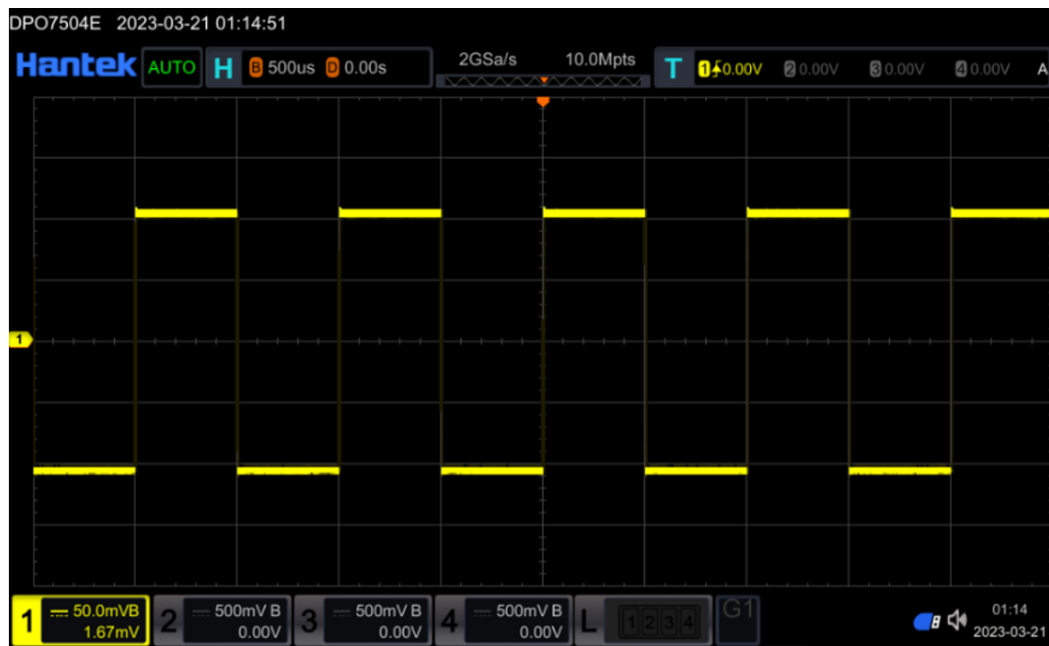 DPO7504E 2023-03-21 01:14:51
Hantek AUTO H B 500us D 0.00s 2GSa/s 10.0Mpts T 1 0.00V 2 0.00V 3 0.00V 4 0.00V A
1
1 50.0mVB 1.67mV
2 500mV B 0.00V
3 500mV B 0.00V
4 500mV B 0.00V
L 1 2 3 4
G1
01:14
2023-03-21